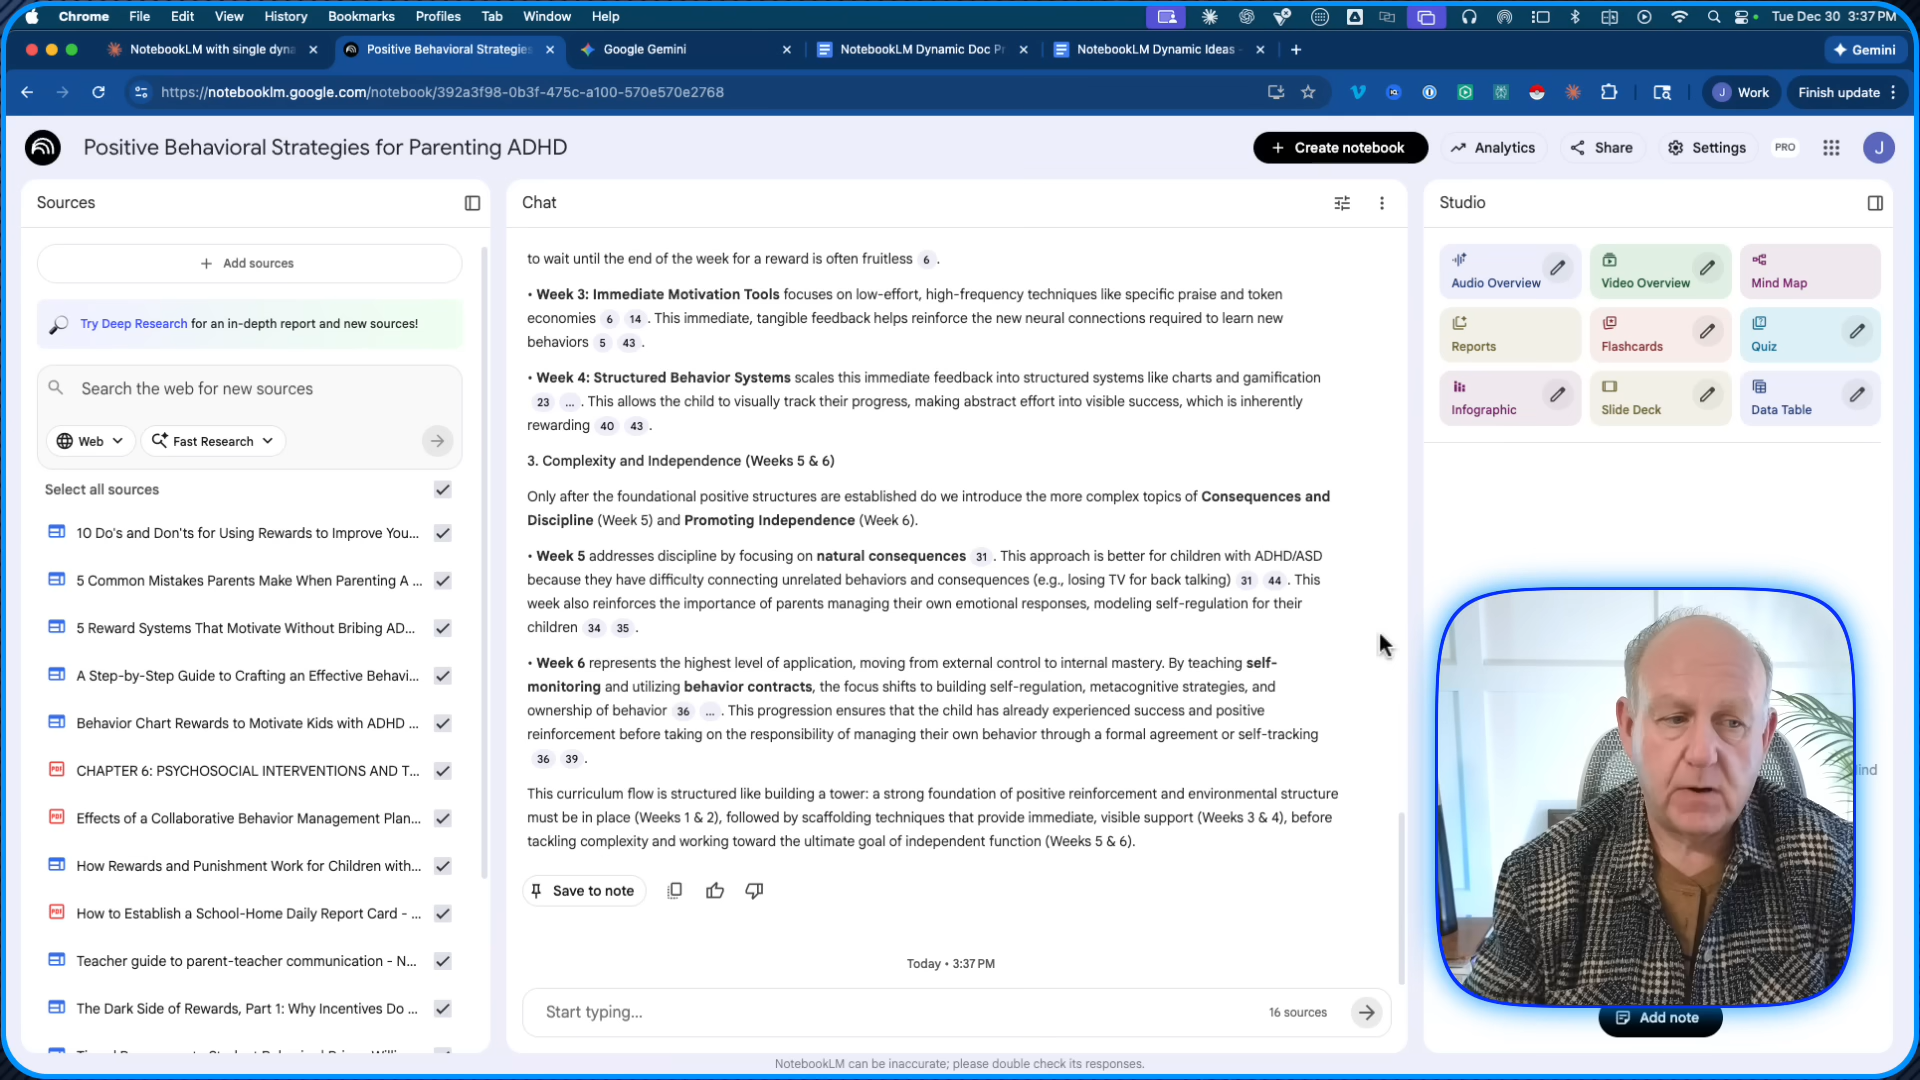 Chrome File Edit View History Bookmarks Profiles Tab Window Help
Tue Dec 30 3:37 PM
NotebookLM with single dyna
Positive Behavioral Strategies
Google Gemini
NotebookLM Dynamic Doc Pr
NotebookLM Dynamic Ideas
Gemini
https://notebooklm.google.com/notebook/392a3f98-0b3f-475c-a100-570e570e2768
J Work
Finish update
Positive Behavioral Strategies for Parenting ADHD
Create notebook
Analytics
Share
Settings
PRO
J
Sources
Add sources
Try Deep Research for an in-depth report and new sources!
Search the web for new sources
Web
Fast Research
Select all sources
10 Do's and Don'ts for Using Rewards to Improve You...
5 Common Mistakes Parents Make When Parenting A ...
5 Reward Systems That Motivate Without Bribing AD...
A Step-by-Step Guide to Crafting an Effective Behavi...
Behavior Chart Rewards to Motivate Kids with ADHD ...
PDF CHAPTER 6: PSYCHOSOCIAL INTERVENTIONS AND T...
PDF Effects of a Collaborative Behavior Management Plan...
How Rewards and Punishment Work for Children with...
PDF How to Establish a School-Home Daily Report Card - ...
Teacher guide to parent-teacher communication - N...
The Dark Side of Rewards, Part 1: Why Incentives Do ...
Chat
to wait until the end of the week for a reward is often fruitless 6 .
• Week 3: Immediate Motivation Tools focuses on low-effort, high-frequency techniques like specific praise and token
economies 6 14 . This immediate, tangible feedback helps reinforce the new neural connections required to learn new
behaviors 5 43 .
• Week 4: Structured Behavior Systems scales this immediate feedback into structured systems like charts and gamification
23 ... . This allows the child to visually track their progress, making abstract effort into visible success, which is inherently
rewarding 40 43 .
3. Complexity and Independence (Weeks 5 & 6)
Only after the foundational positive structures are established do we introduce the more complex topics of Consequences and
Discipline (Week 5) and Promoting Independence (Week 6).
• Week 5 addresses discipline by focusing on natural consequences 31 . This approach is better for children with ADHD/ASD
because they have difficulty connecting unrelated behaviors and consequences (e.g., losing TV for back talking) 31 44 . This
week also reinforces the importance of parents managing their own emotional responses, modeling self-regulation for their
children 34 35 .
• Week 6 represents the highest level of application, moving from external control to internal mastery. By teaching self-
monitoring and utilizing behavior contracts, the focus shifts to building self-regulation, metacognitive strategies, and
ownership of behavior 36 ... . This progression ensures that the child has already experienced success and positive
reinforcement before taking on the responsibility of managing their own behavior through a formal agreement or self-tracking
36 39 .
This curriculum flow is structured like building a tower: a strong foundation of positive reinforcement and environmental structure
must be in place (Weeks 1 & 2), followed by scaffolding techniques that provide immediate, visible support (Weeks 3 & 4), before
tackling complexity and working toward the ultimate goal of independent function (Weeks 5 & 6).
Save to note
Today • 3:37 PM
Start typing...
16 sources
NotebookLM can be inaccurate; please double check its responses.
Studio
Audio Overview
Video Overview
Mind Map
Reports
Flashcards
Quiz
Infographic
Slide Deck
Data Table
Add note